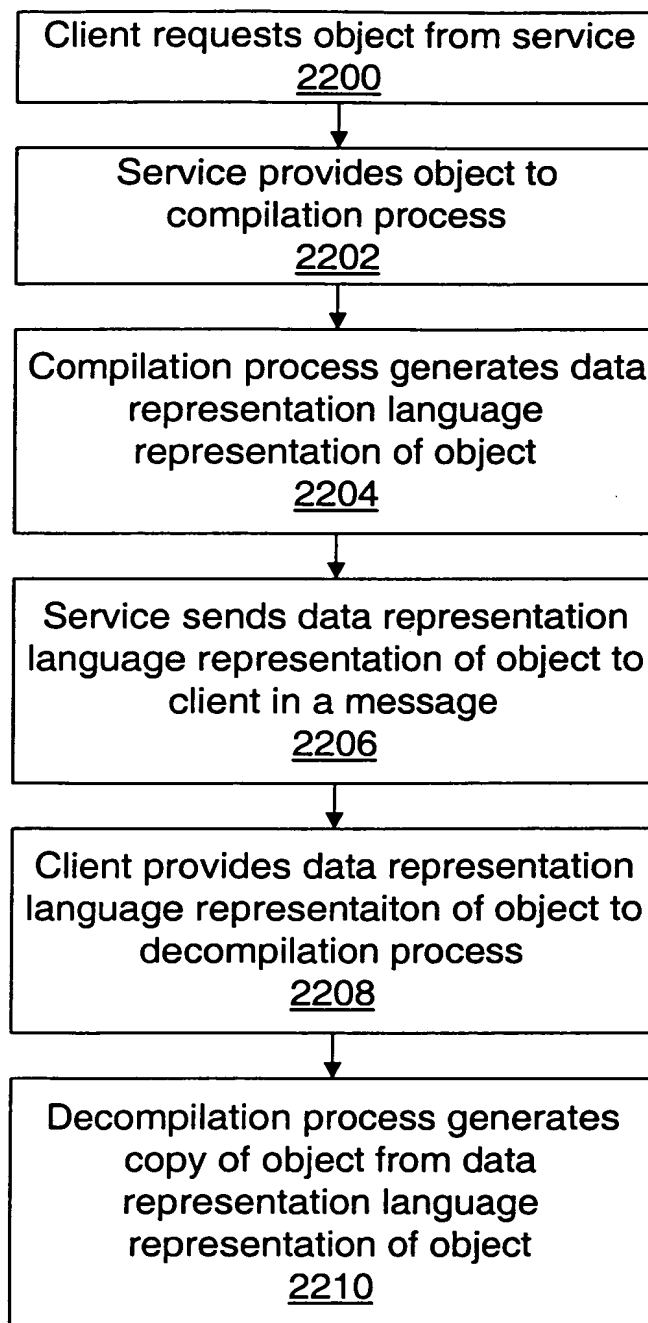 Client requests object from service
2200
Service provides object to
compilation process
2202
Compilation process generates data
representation language
representation of object
2204
Service sends data representation
language representation of object to
client in a message
2206
Client provides data representation
language representaiton of object to
decompilation process
2208
Decompilation process generates
copy of object from data
representation language
representation of object
2210